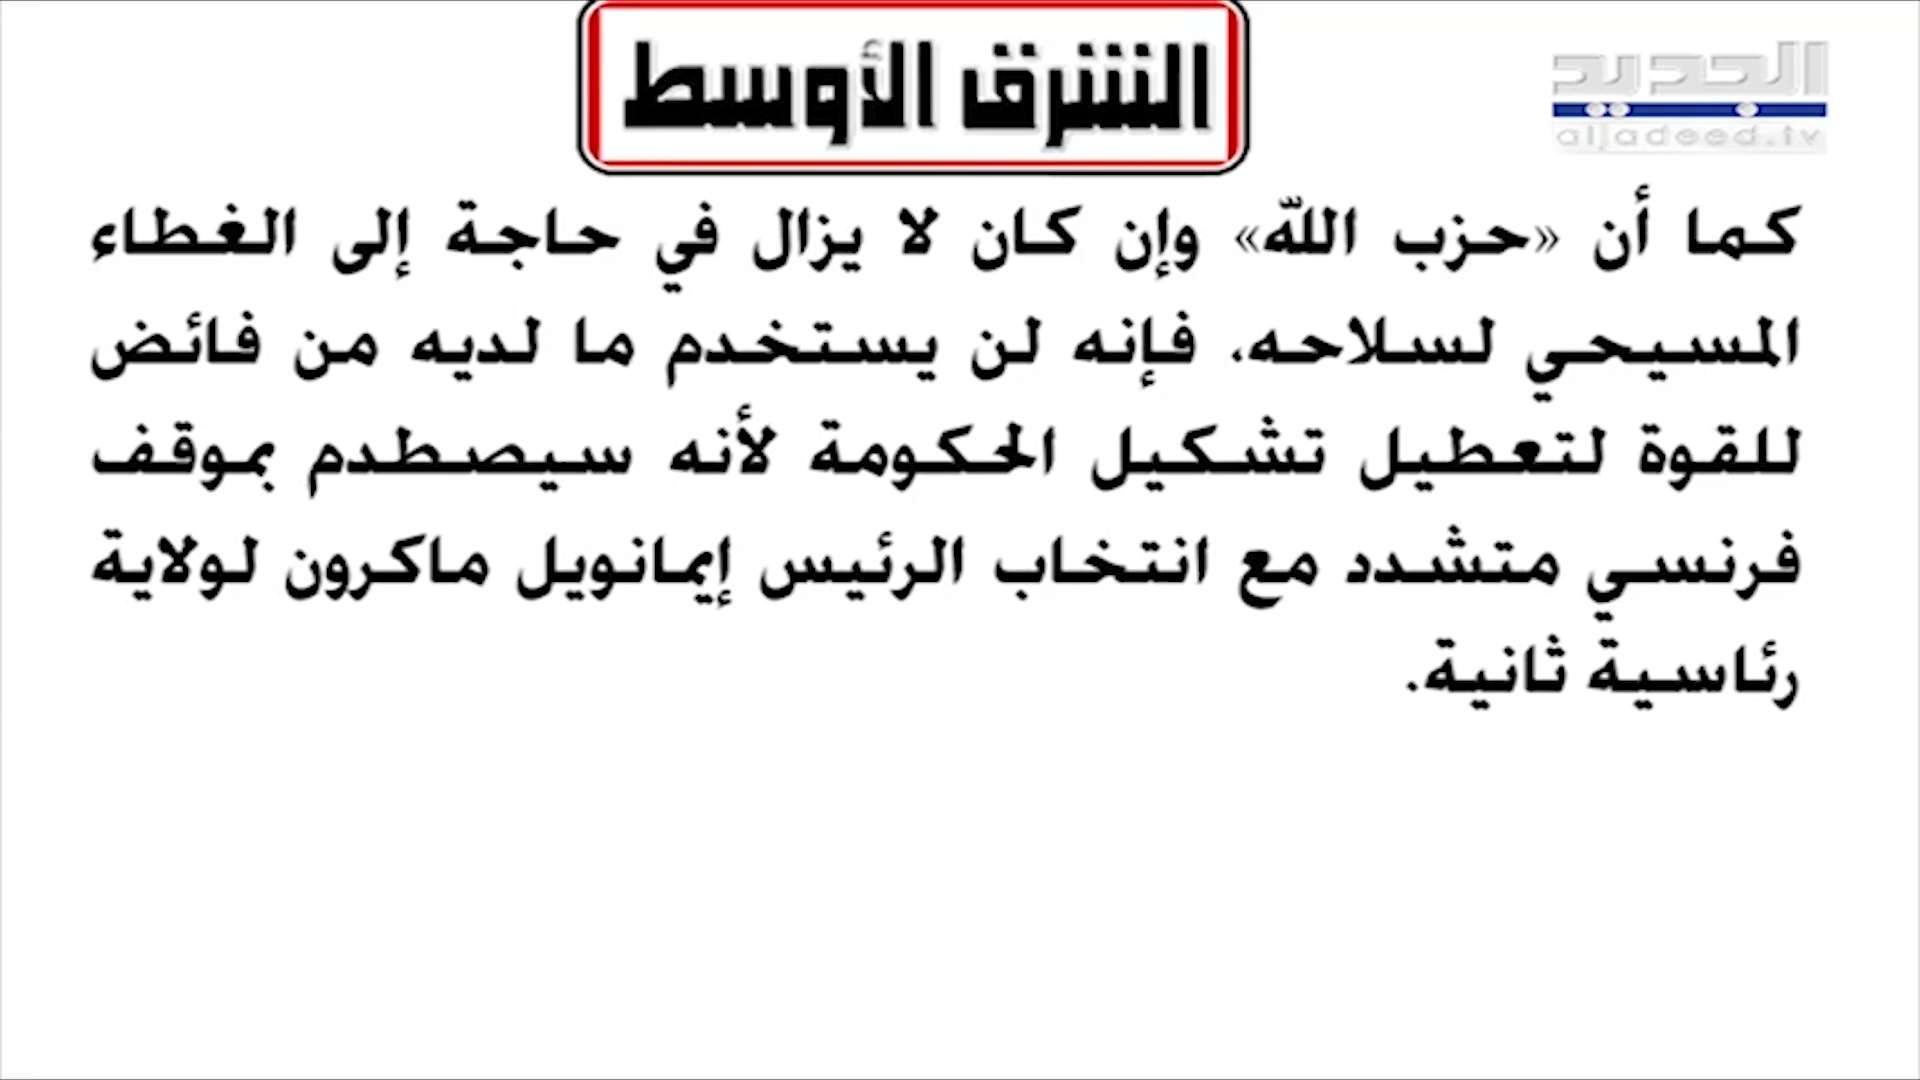 الشرق الأوسط
الجديد
aljadeed.tv
كما أن «حزب الله» وإن كان لا يزال في حاجة إلى الغطاء
المسيحي لسلاحه، فإنه لن يستخدم ما لديه من فائض
للقوة لتعطيل تشكيل الحكومة لأنه سيصطدم بموقف
فرنسي متشدد مع انتخاب الرئيس إيمانويل ماكرون لولاية
رئاسية ثانية.